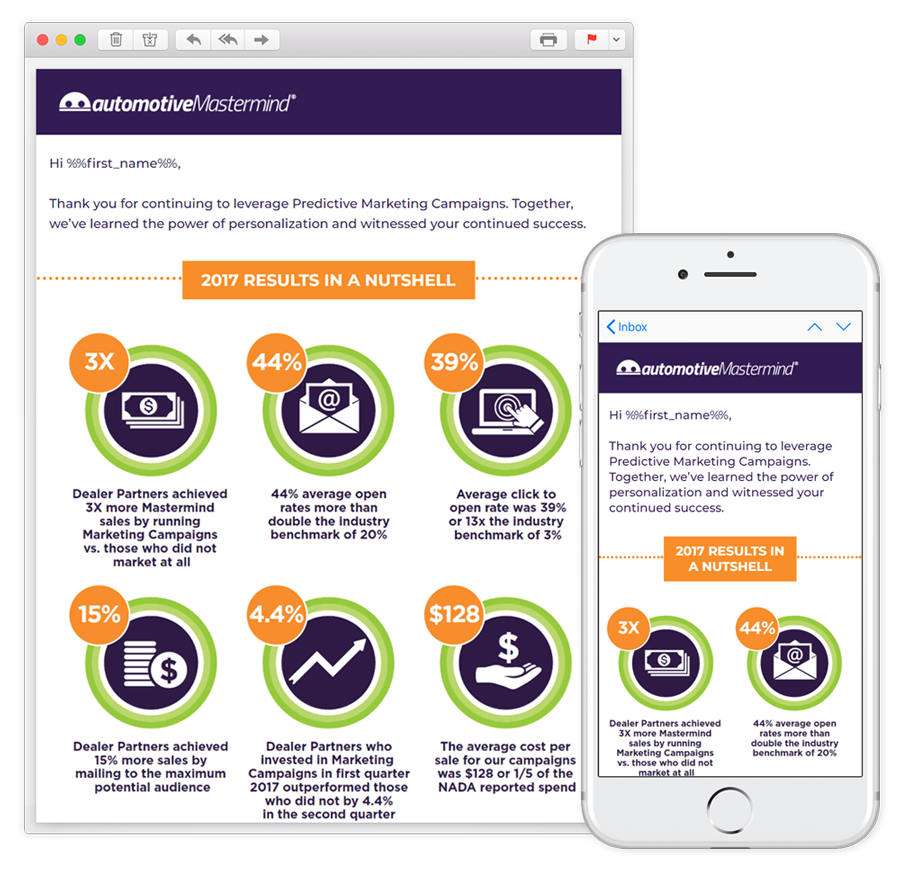 automotiveMastermind®
Hi %%first_name%%,
Thank you for continuing to leverage Predictive Marketing Campaigns. Together,
we’ve learned the power of personalization and witnessed your continued success.
2017 RESULTS IN A NUTSHELL
3X
Dealer Partners achieved
3X more Mastermind
sales by running
Marketing Campaigns
vs. those who did not
market at all
44%
@
44% average open
rates more than
double the industry
benchmark of 20%
39%
Average click to
open rate was 39%
or 13x the industry
benchmark of 3%
15%
$
Dealer Partners achieved
15% more sales by
mailing to the maximum
potential audience
4.4%
Dealer Partners who
invested in Marketing
Campaigns in first quarter
2017 outperformed those
who did not by 4.4%
in the second quarter
$128
$
The average cost per
sale for our campaigns
was $128 or 1/5 of the
NADA reported spend
Inbox
automotiveMastermind®
Hi %%first_name%%,
Thank you for continuing to leverage
Predictive Marketing Campaigns.
Together, we’ve learned the power of
personalization and witnessed your
continued success.
2017 RESULTS IN
A NUTSHELL
3X
$
Dealer Partners achieved
3X more Mastermind
sales by running
Marketing Campaigns
vs. those who did not
market at all
44%
@
44% average open
rates more than
double the industry
benchmark of 20%